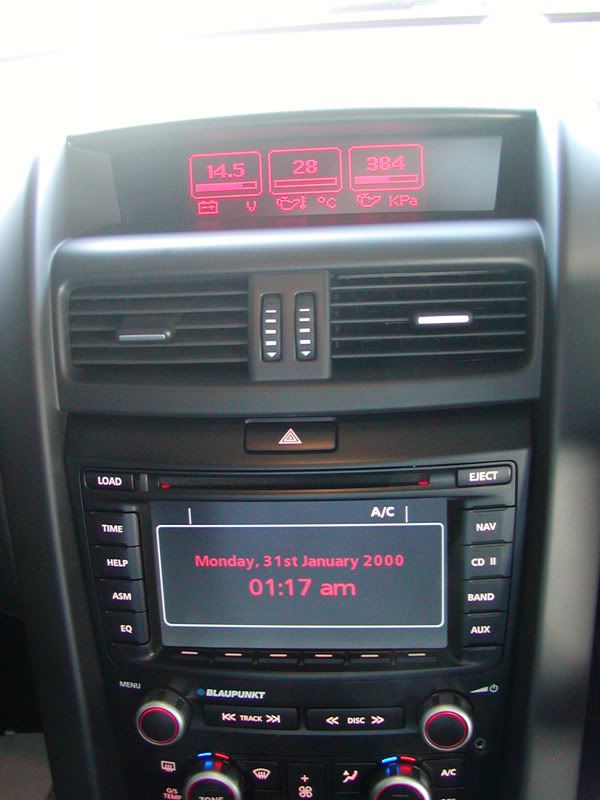 14.5 28 384
V °C KPa
LOAD EJECT
A/C
TIME NAV
Monday, 31st January 2000
HELP CD II
01:17 am
ASM BAND
EQ AUX
MENU
BLAUPUNKT
TRACK DISC
A/C
O/S
TEMP
ZONE